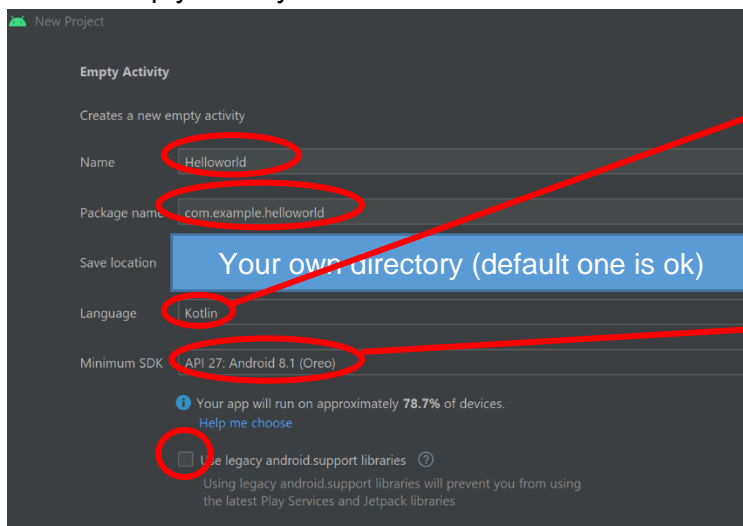 New Project
Empty Activity
Creates a new empty activity
Name Helloworld
Package name com.example.helloworld
Save location Your own directory (default one is ok)
Language Kotlin
Minimum SDK API 27: Android 8.1 (Oreo)
Your app will run on approximately 78.7% of devices.
Help me choose
Use legacy android.support libraries ?
Using legacy android.support libraries will prevent you from using
the latest Play Services and Jetpack libraries